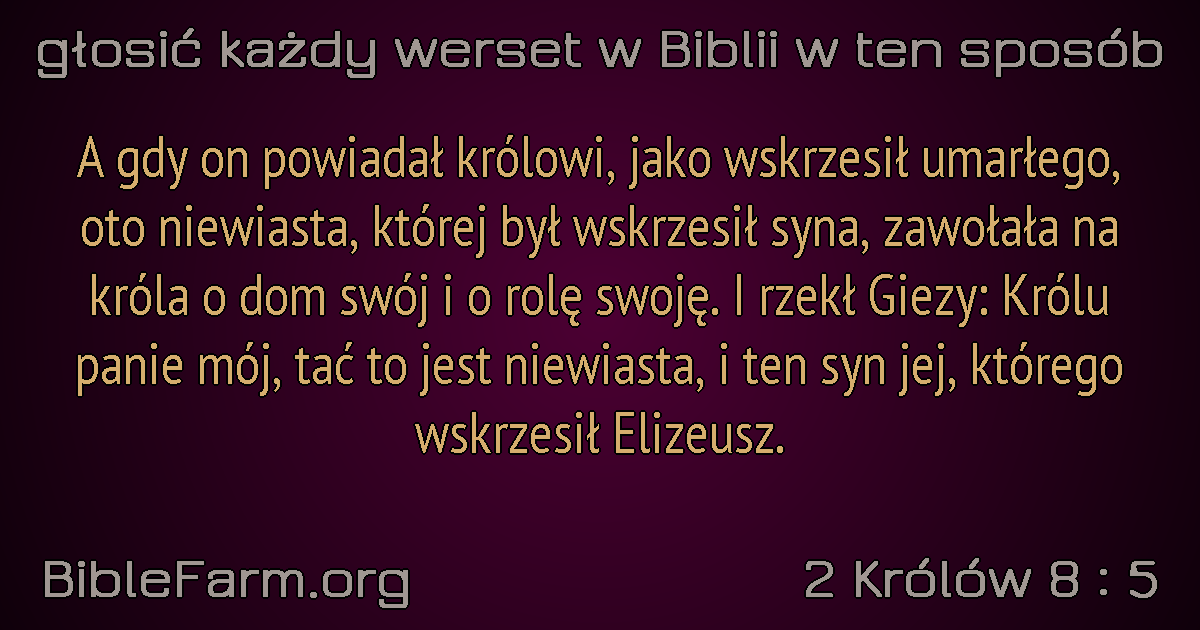 głosić każdy werset w Biblii w ten sposób
A gdy on powiadał królowi, jako wskrzesił umarłego,
oto niewiasta, której był wskrzesił syna, zawołała na
króla o dom swój i o rolę swoję. I rzekł Giezy: Królu
panie mój, tać to jest niewiasta, i ten syn jej, którego
wskrzesił Elizeusz.
BibleFarm.org
2 Królów 8 : 5